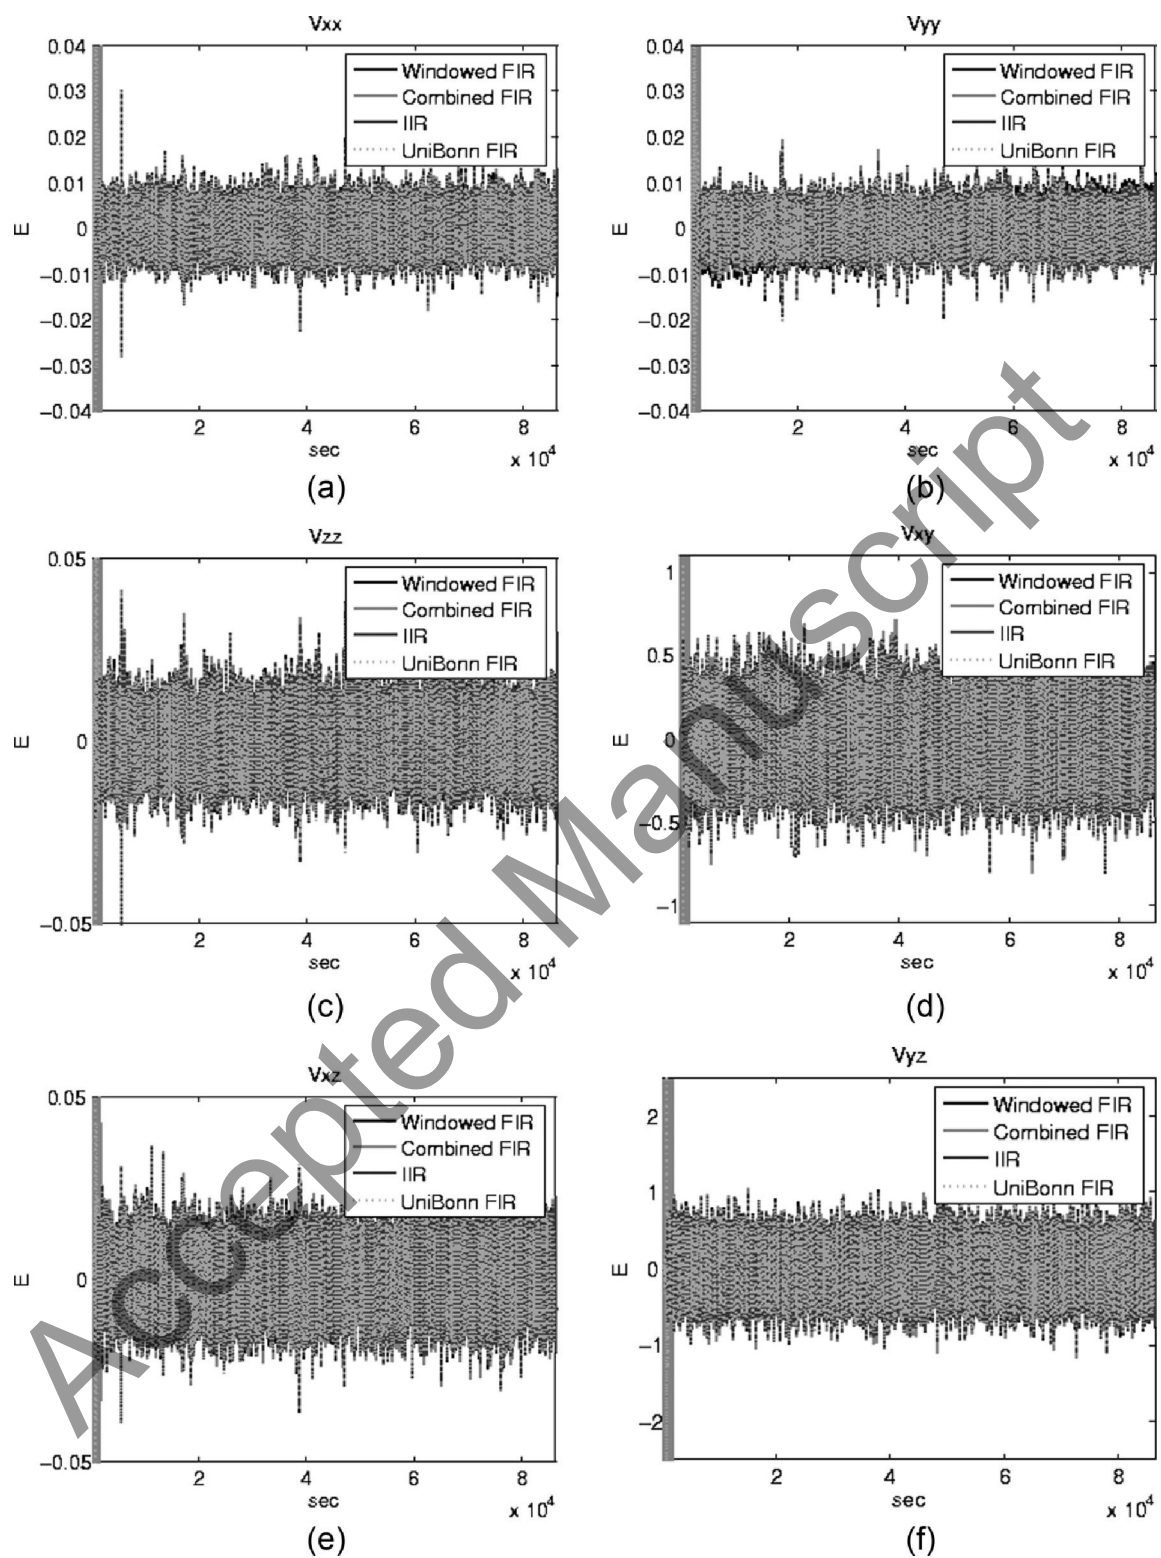 Vxx
0.04
0.03
0.02
0.01
0
−0.01
−0.02
−0.03
−0.04
E
Windowed FIR
Combined FIR
IIR
UniBonn FIR
2 4 6 8
sec
x 10^4
(a)
Vyy
0.04
0.03
0.02
0.01
0
−0.01
−0.02
−0.03
−0.04
E
Windowed FIR
Combined FIR
IIR
UniBonn FIR
2 4 6 8
sec
x 10^4
(b)
Vzz
0.05
0
−0.05
E
Windowed FIR
Combined FIR
IIR
UniBonn FIR
2 4 6 8
sec
x 10^4
(c)
Vxy
1
0.5
0
−0.5
−1
E
Windowed FIR
Combined FIR
IIR
UniBonn FIR
2 4 6 8
sec
x 10^4
(d)
Vxz
0.05
0
−0.05
E
Windowed FIR
Combined FIR
IIR
UniBonn FIR
2 4 6 8
sec
x 10^4
(e)
Vyz
2
1
0
−1
−2
E
Windowed FIR
Combined FIR
IIR
UniBonn FIR
2 4 6 8
sec
x 10^4
(f)
Accepted Manuscript